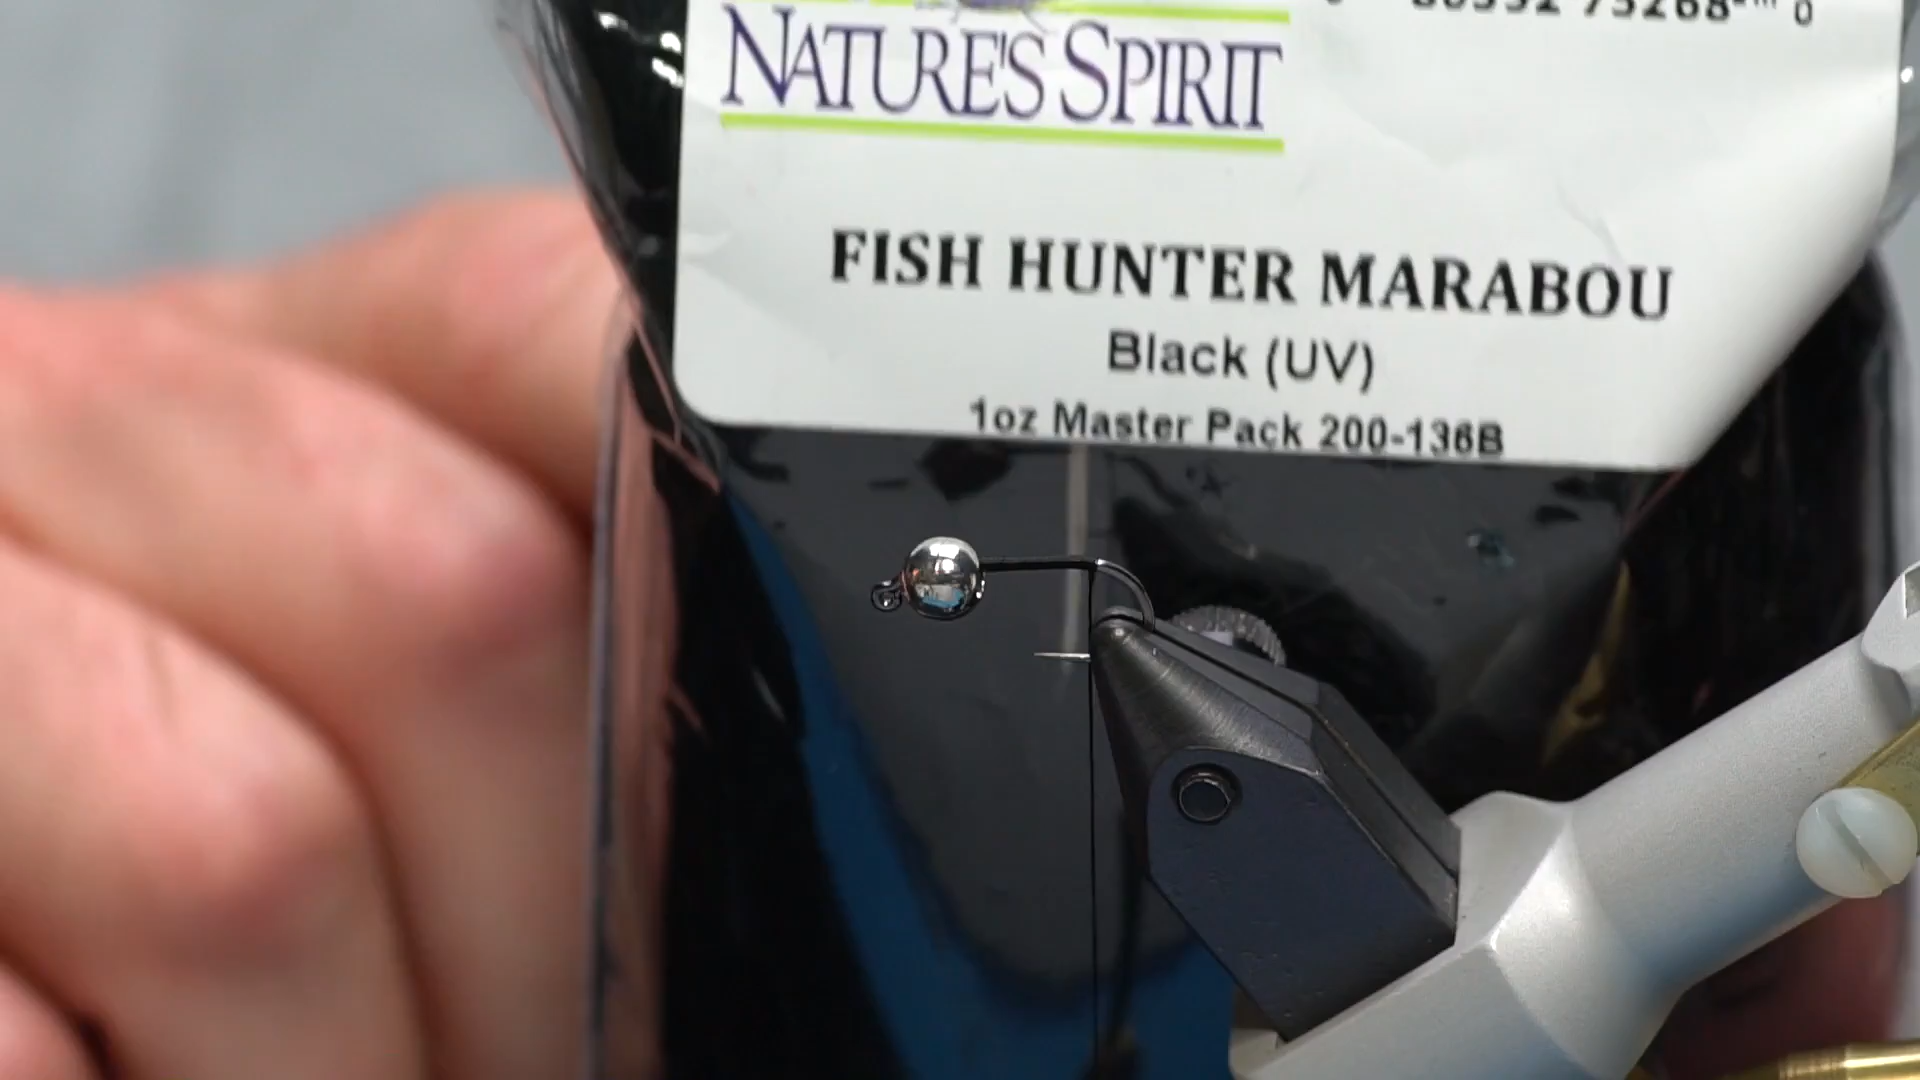 NATURE'S SPIRIT
FISH HUNTER MARABOU
Black (UV)
1oz Master Pack 200-136B